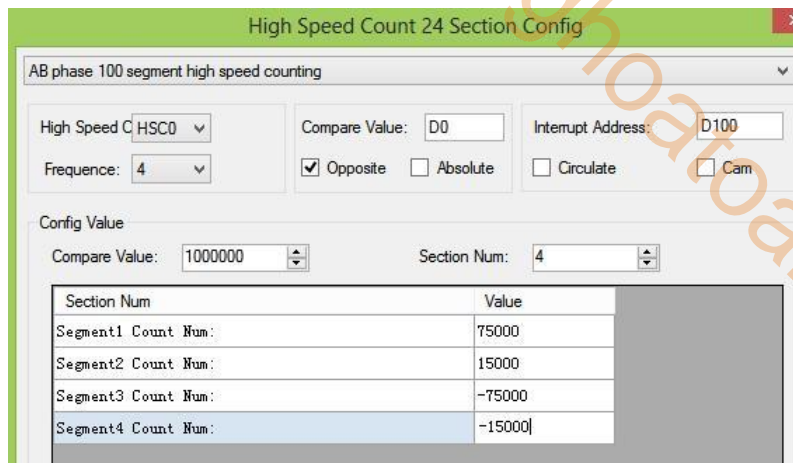 High Speed Count 24 Section Config
AB phase 100 segment high speed counting
High Speed C HSC0 Compare Value: D0 Interrupt Address: D100
Frequence: 4 Opposite Absolute Circulate Cam
Config Value
Compare Value: 1000000 Section Num: 4
Section Num Value
Segment1 Count Num: 75000
Segment2 Count Num: 15000
Segment3 Count Num: -75000
Segment4 Count Num: -15000